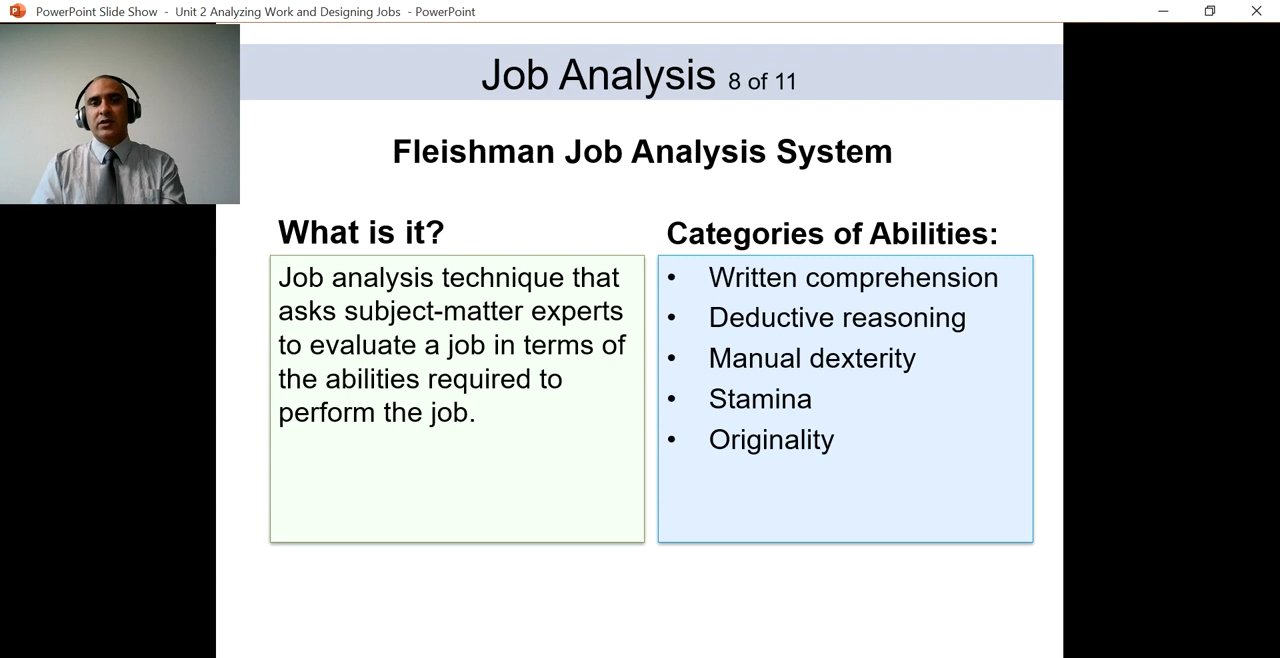 PowerPoint Slide Show - Unit 2 Analyzing Work and Designing Jobs - PowerPoint
Job Analysis 8 of 11
Fleishman Job Analysis System
What is it?
Job analysis technique that
asks subject-matter experts
to evaluate a job in terms of
the abilities required to
perform the job.
Categories of Abilities:
• Written comprehension
• Deductive reasoning
• Manual dexterity
• Stamina
• Originality